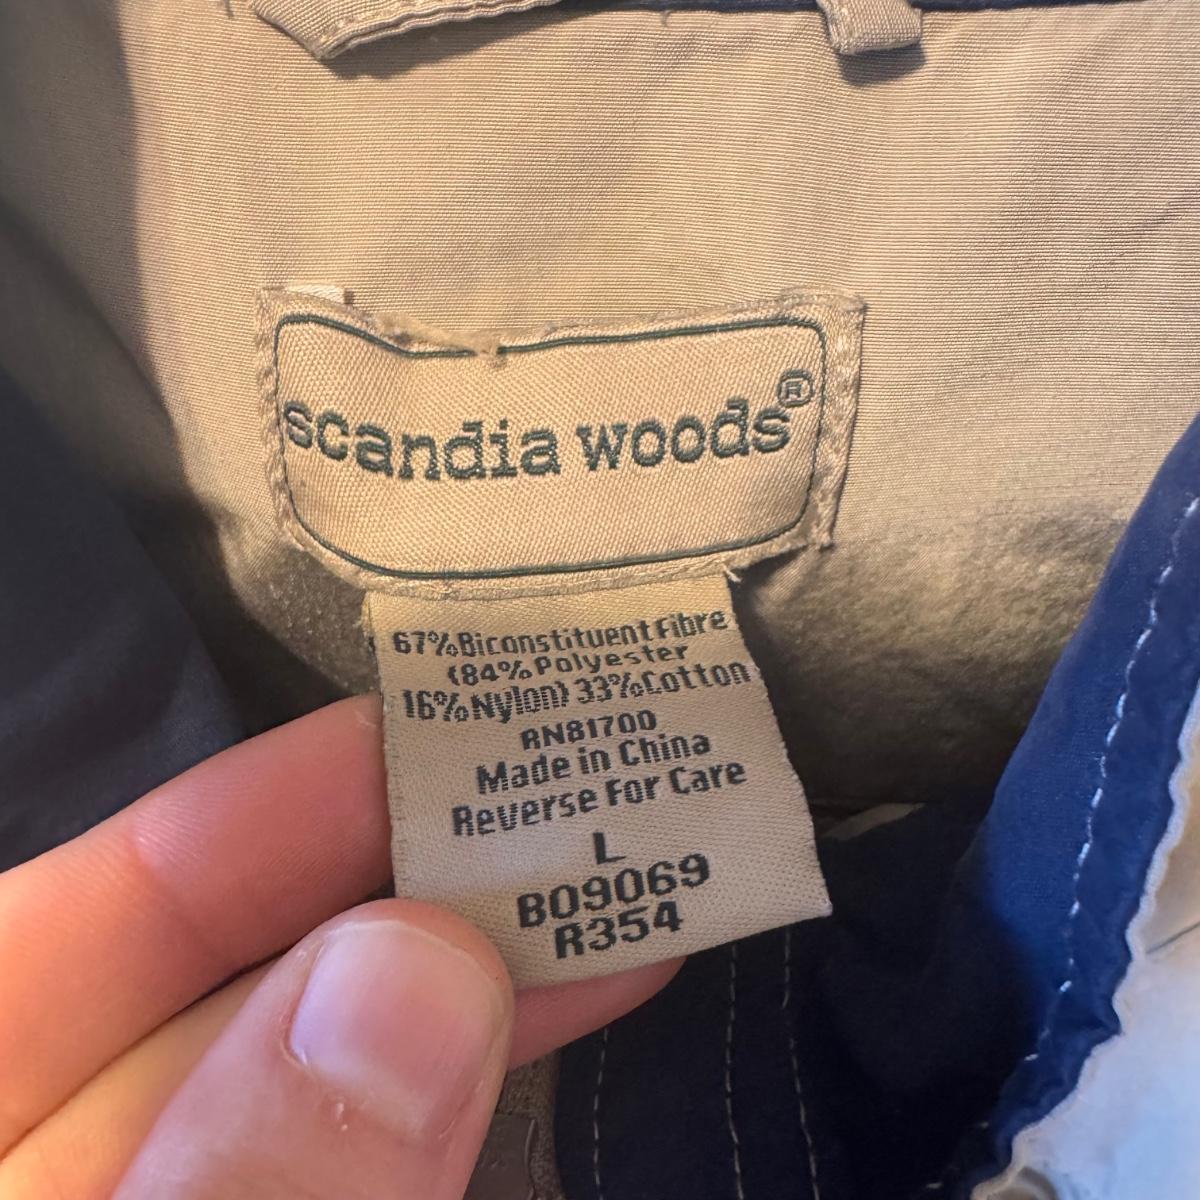 scandia woods®
67%Biconstituent Fibre
(84%Polyester
16%Nylon) 33%Cotton
RN81700
Made in China
Reverse For Care
L
B09069
R354